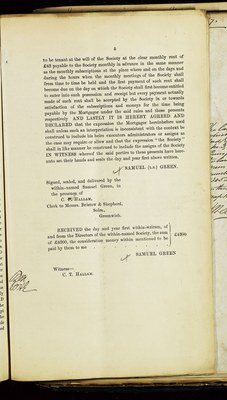 5
to be tenant at the will of the Society at the clear monthly rent of
£42 payable to the Society monthly in advance in the same manner
as the monthly subscriptions at the place where and on the days and
during the hours when the monthly meetings of the Society shall
from time to time be held and the first payment of such rent shall
become due on the day on which the Society shall first become entitled
to enter into such possession and receipt but every payment actually
made of such rent shall be accepted by the Society in or towards
satisfaction of the subscriptions and moneys for the time being
payable by the Mortgagor under the said rules and these presents
respectively AND LASTLY IT IS HEREBY AGREED AND
DECLARED that the expression the Mortgagor hereinbefore used
shall unless such an interpretation is inconsistent with the context be
construed to include his heirs executors administrators or assigns as
the case may require or allow and that the expression "the Society"
shall in like manner be construed to include the assigns of the Society
IN WITNESS whereof the said parties to these presents have here-
unto set their hands and seals the day and year first above written.
SAMUEL (L.S.) GREEN.
Signed, sealed, and delivered by the
within-named Samuel Green, in
the presence of
C. T. HALLAM,
Clerk to Messrs. Bristow & Shepherd,
Solrs.,
Greenwich.
RECEIVED the day and year first within-written, of
and from the Directors of the within-named Society, the sum
of £4200, the consideration money within mentioned to be
paid by them to me
£4200
SAMUEL GREEN
Witness—
C. T. HALLAM.